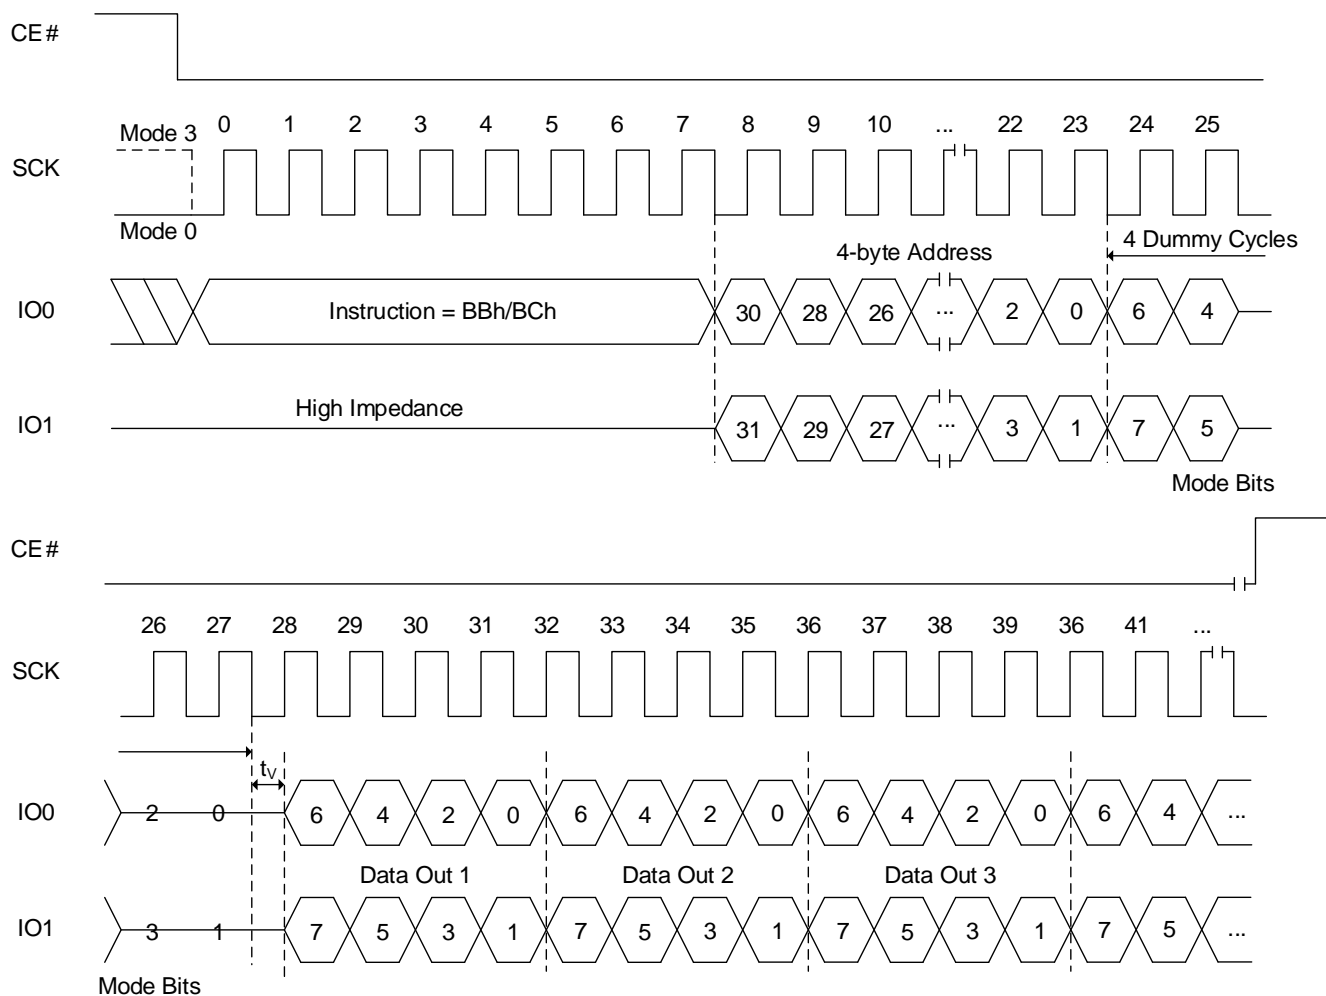 CE#
0 1 2 3 4 5 6 7 8 9 10 ... 22 23 24 25
Mode 3
SCK
Mode 0
4-byte Address
4 Dummy Cycles
IO0
Instruction = BBh/BCh
30 28 26 ... 2 0 6 4
High Impedance
IO1
31 29 27 ... 3 1 7 5
Mode Bits
CE#
26 27 28 29 30 31 32 33 34 35 36 37 38 39 36 41 ...
SCK
tV
IO0
2 0 6 4 2 0 6 4 2 0 6 4 2 0 6 4 ...
Data Out 1 Data Out 2 Data Out 3
IO1
3 1 7 5 3 1 7 5 3 1 7 5 3 1 7 5 ...
Mode Bits